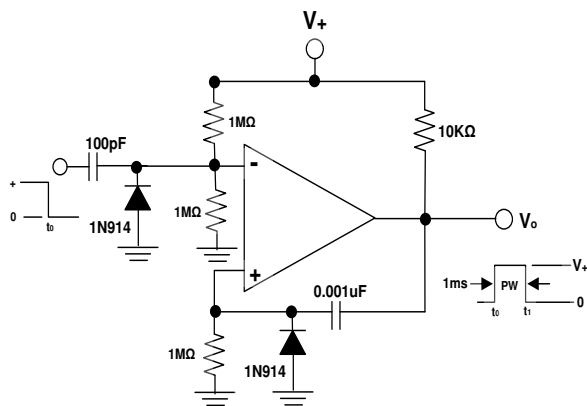 V+
1MΩ
10KΩ
100pF
-
+
0
t0
1N914
1MΩ
Vo
+
0.001uF
V+
1ms
PW
0
t0
t1
1MΩ
1N914